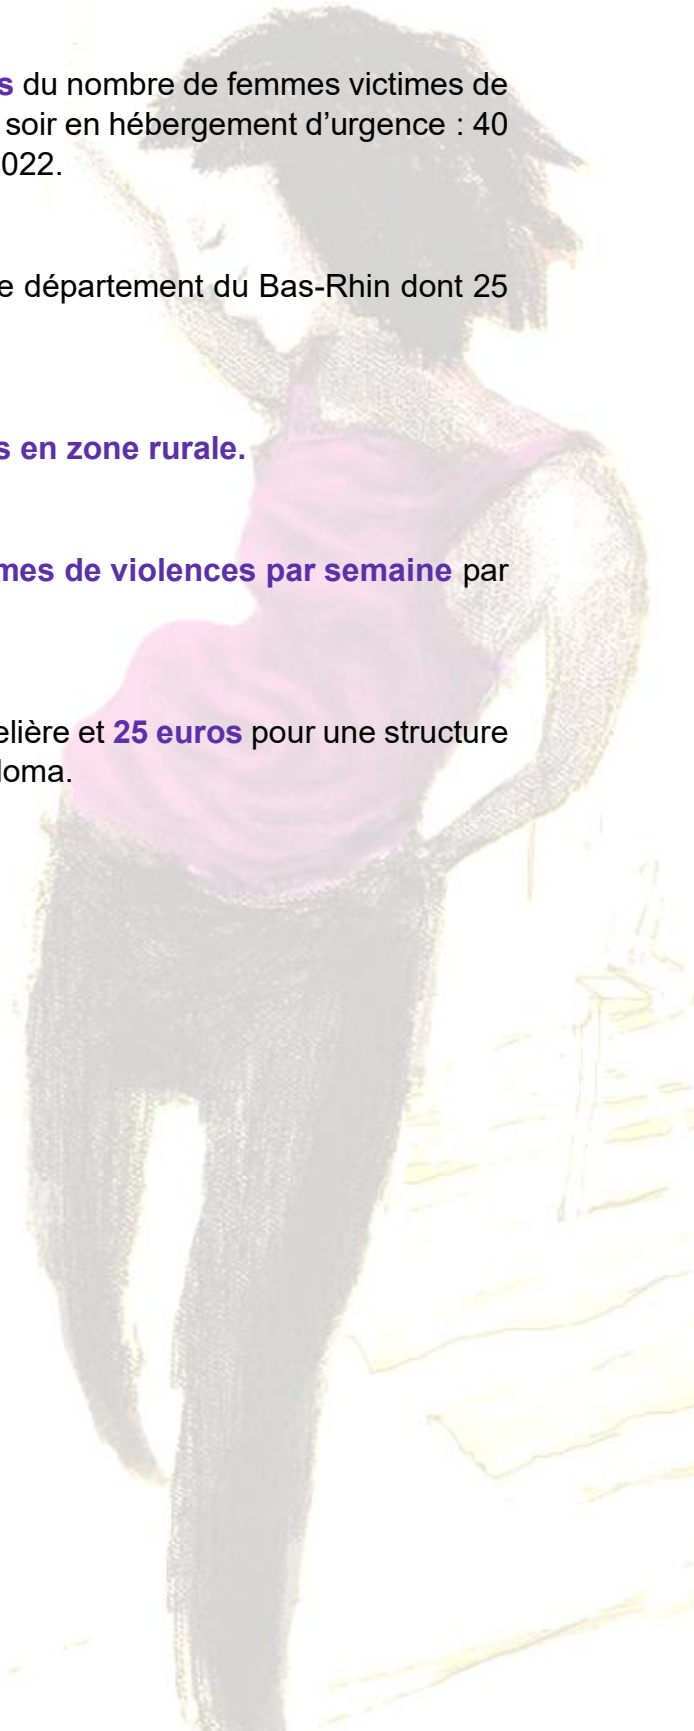 s du nombre de femmes victimes de
soir en hébergement d’urgence : 40
022.
e département du Bas-Rhin dont 25
s en zone rurale.
mes de violences par semaine par
elière et 25 euros pour une structure
loma.